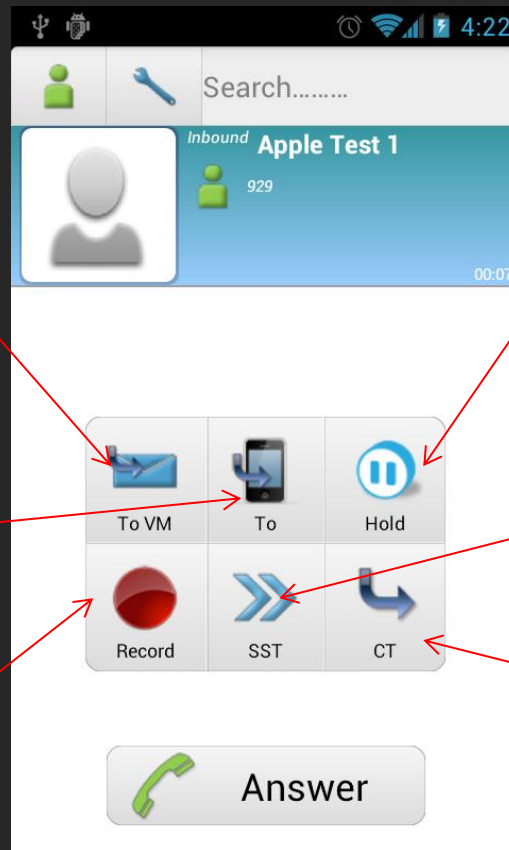 4:22
Search.........
Inbound Apple Test 1
929
00:07
To VM To Hold
Record SST CT
Answer